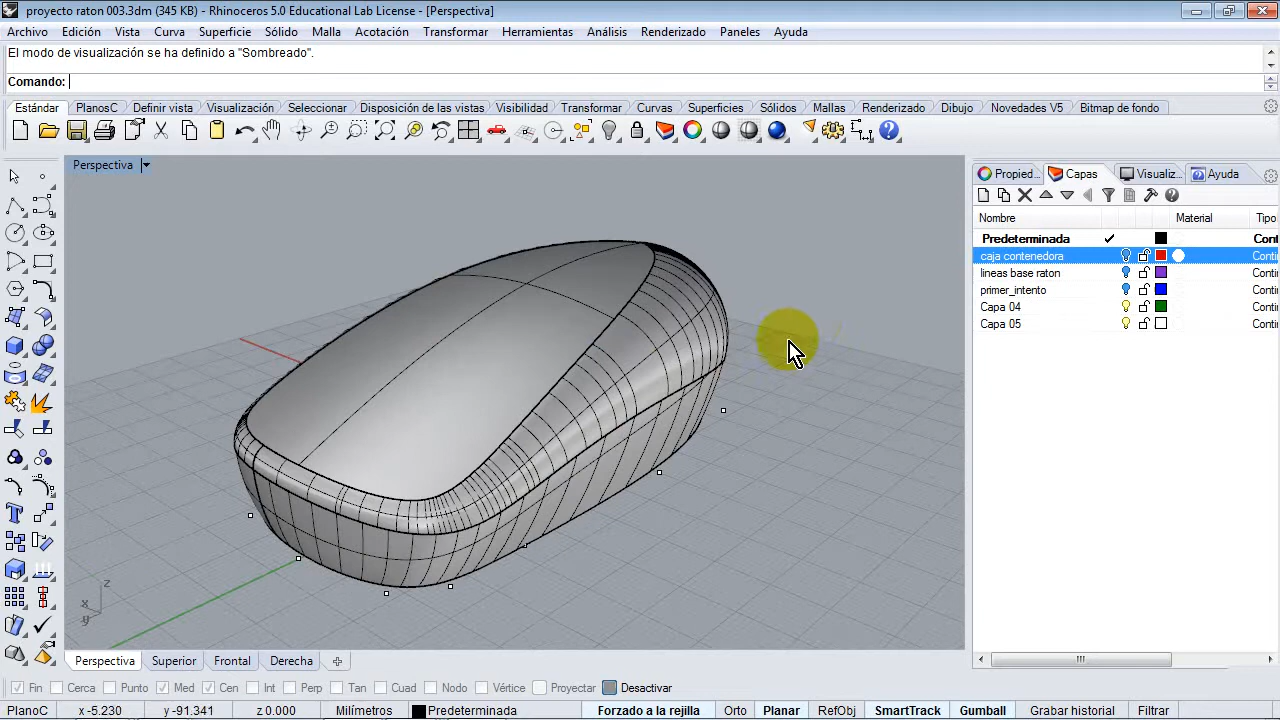 proyecto raton 003.3dm (345 KB) - Rhinoceros 5.0 Educational Lab License - [Perspectiva]
Archivo Edición Vista Curva Superficie Sólido Malla Acotación Transformar Herramientas Análisis Renderizado Paneles Ayuda
El modo de visualización se ha definido a "Sombreado".
Comando:
Estándar PlanosC Definir vista Visualización Seleccionar Disposición de las vistas Visibilidad Transformar Curvas Superficies Sólidos Mallas Renderizado Dibujo Novedades V5 Bitmap de fondo
Perspectiva
Propied... Capas Visualiz... Ayuda
Nombre Material Tipo
Predeterminada Cont
caja contenedora Conti
lineas base raton Conti
primer_intento Conti
Capa 04 Conti
Capa 05 Conti
z
x
y
Perspectiva Superior Frontal Derecha
Fin Cerca Punto Med Cen Int Perp Tan Cuad Nodo Vértice Proyectar Desactivar
PlanoC x -5.230 y -91.341 z 0.000 Milímetros Predeterminada Forzado a la rejilla Orto Planar RefObj SmartTrack Gumball Grabar historial Filtrar